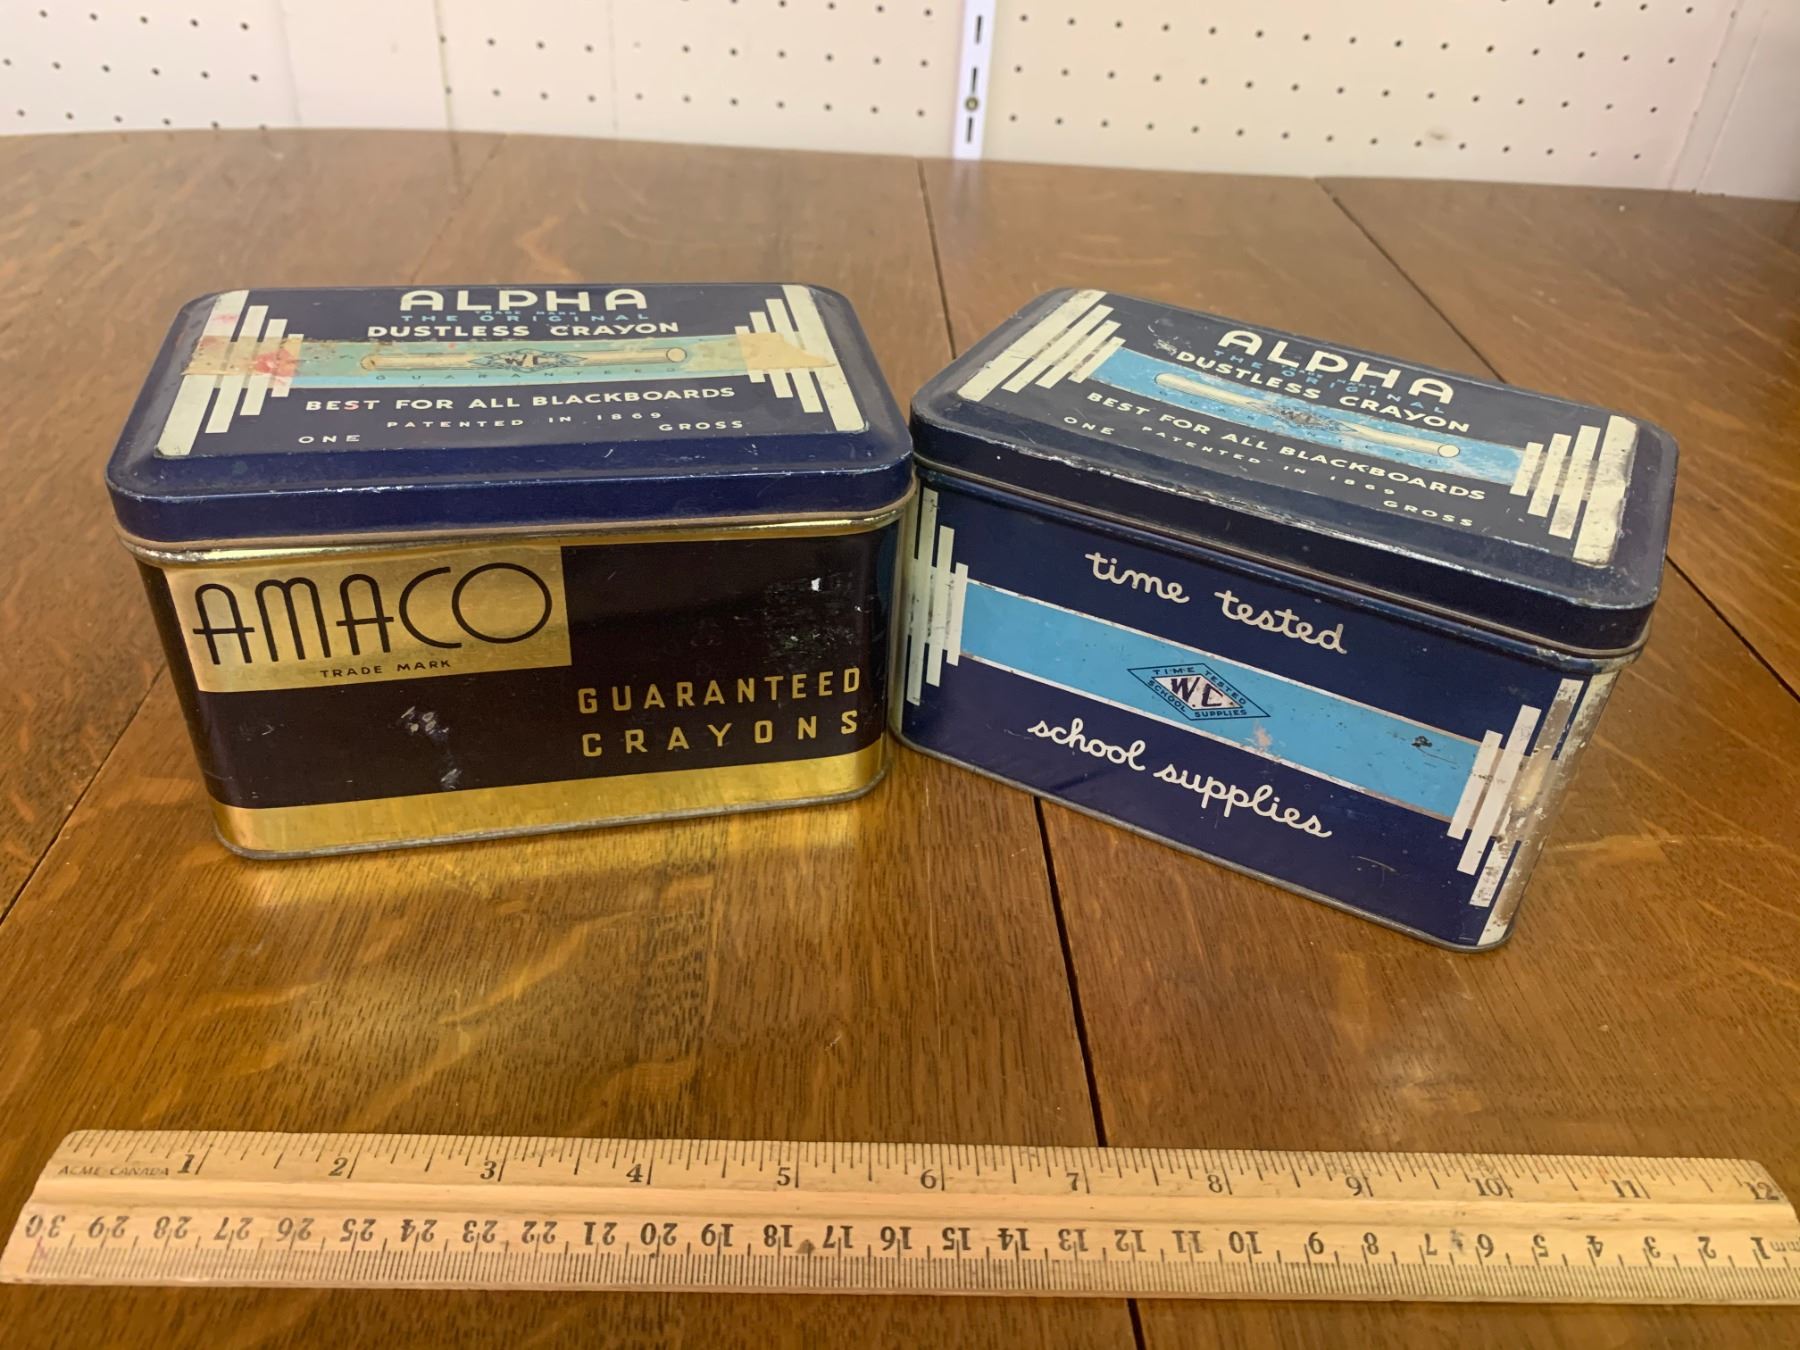 ALPHA
TRADE MARK
THE ORIGINAL
DUSTLESS CRAYON
W.C.
GUARANTEED
BEST FOR ALL BLACKBOARDS
PATENTED IN 1869
ONE GROSS
AMACO
TRADE MARK
GUARANTEED
CRAYONS
ALPHA
THE ORIGINAL
DUSTLESS CRAYON
BEST FOR ALL BLACKBOARDS
PATENTED IN 1869
ONE GROSS
time tested
TIME TESTED
W.C.
SCHOOL SUPPLIES
school supplies
ACME CANADA 1 2 3 4 5 6 7 8 9 10 11 12
30 29 28 27 26 25 24 23 22 21 20 19 18 17 16 15 14 13 12 11 10 9 8 7 6 5 4 3 2 1 mm